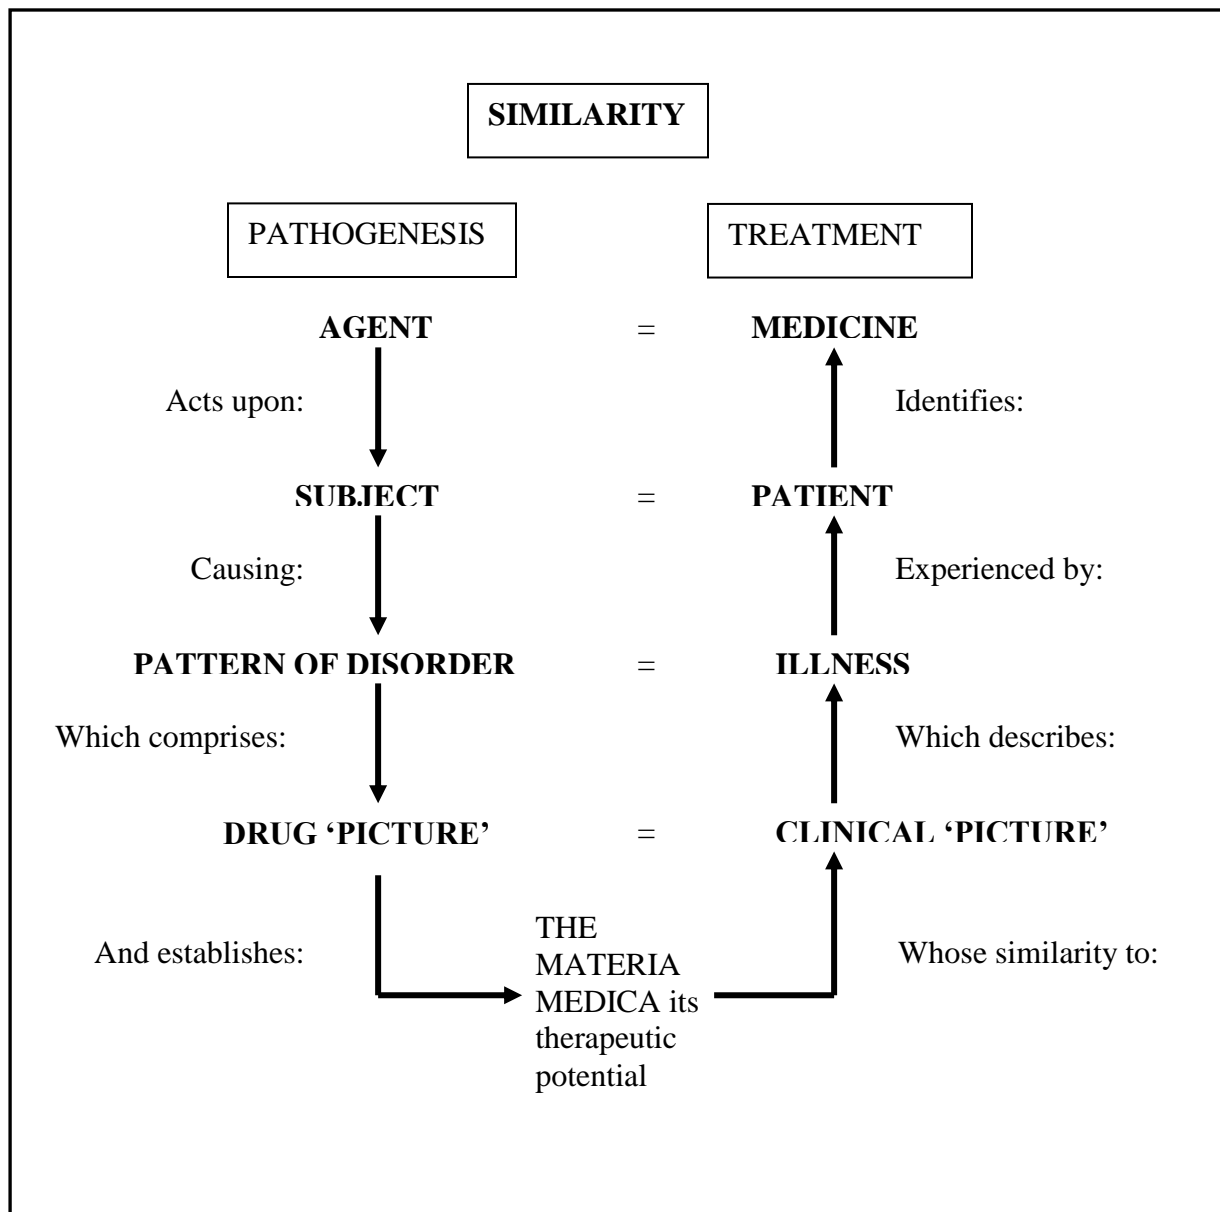 SIMILARITY
PATHOGENESIS
TREATMENT
AGENT = MEDICINE
Acts upon:
Identifies:
SUBJECT = PATIENT
Causing:
Experienced by:
PATTERN OF DISORDER = ILLNESS
Which comprises:
Which describes:
DRUG ‘PICTURE’ = CLINICAL ‘PICTURE’
And establishes:
THE
MATERIA
MEDICA its
therapeutic
potential
Whose similarity to: